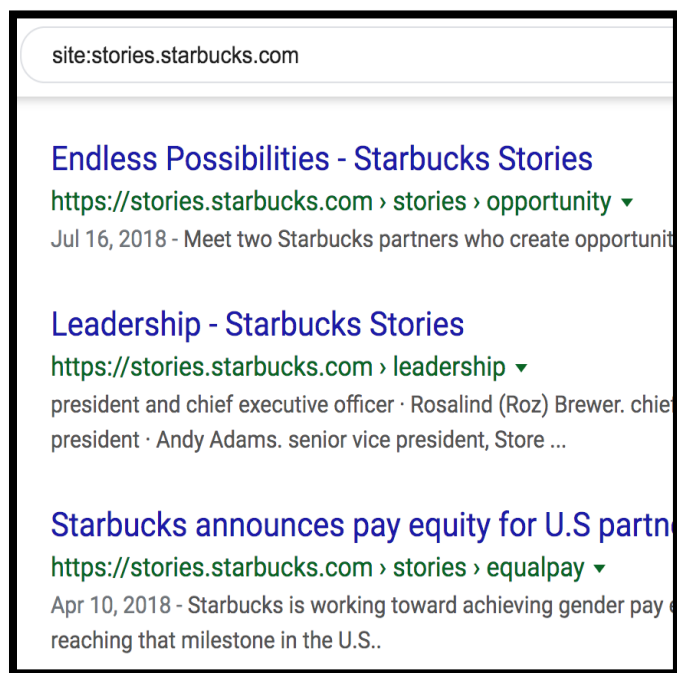 site:stories.starbucks.com
Endless Possibilities - Starbucks Stories
https://stories.starbucks.com › stories › opportunity
Jul 16, 2018 - Meet two Starbucks partners who create
Leadership - Starbucks Stories
https://stories.starbucks.com › leadership
president and chief executive officer · Rosalind (Roz) Brewer.
president · Andy Adams. senior vice president, Store ...
Starbucks announces pay equity for U.S
https://stories.starbucks.com › stories › equalpay
Apr 10, 2018 - Starbucks is working toward achieving gender pay
reaching that milestone in the U.S..